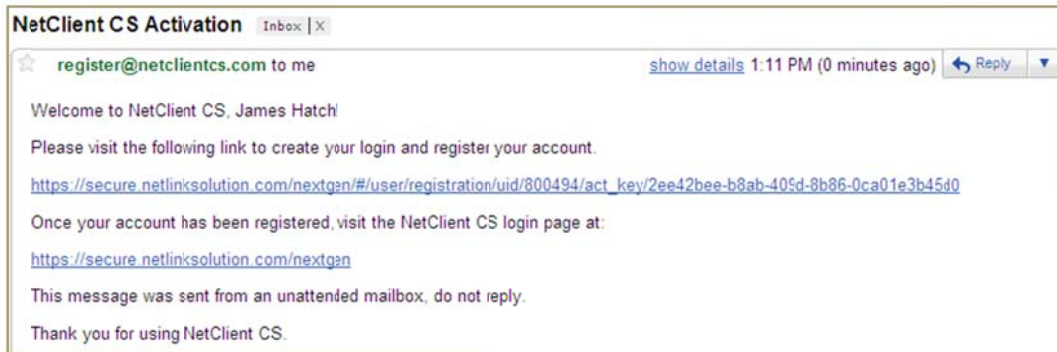 NetClient CS Activation Inbox X
register@netclientcs.com to me show details 1:11 PM (0 minutes ago) Reply
Welcome to NetClient CS, James Hatch!
Please visit the following link to create your login and register your account.
https://secure.netlinksolution.com/nextgen/#/user/registration/uid/800494/act_key/2ee42bee-b8ab-409d-8b86-0ca01e3b45d0
Once your account has been registered, visit the NetClient CS login page at:
https://secure.netlinksolution.com/nextgen
This message was sent from an unattended mailbox, do not reply.
Thank you for using NetClient CS.